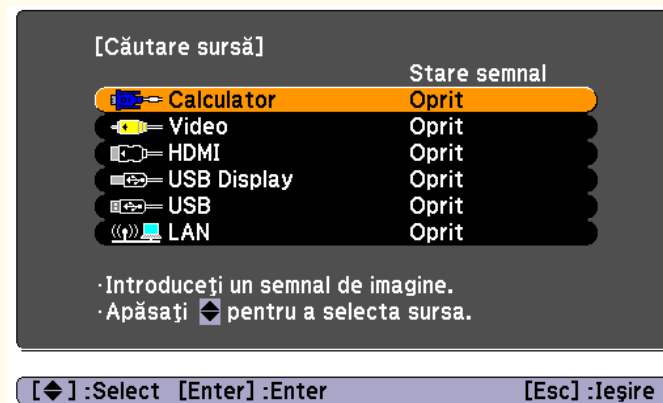 [Căutare sursă]
Stare semnal
Calculator Oprit
Video Oprit
HDMI Oprit
USB Display Oprit
USB Oprit
LAN Oprit
·Introduceţi un semnal de imagine.
·Apăsaţi pentru a selecta sursa.
[◆] :Select [Enter] :Enter [Esc] :Ieşire